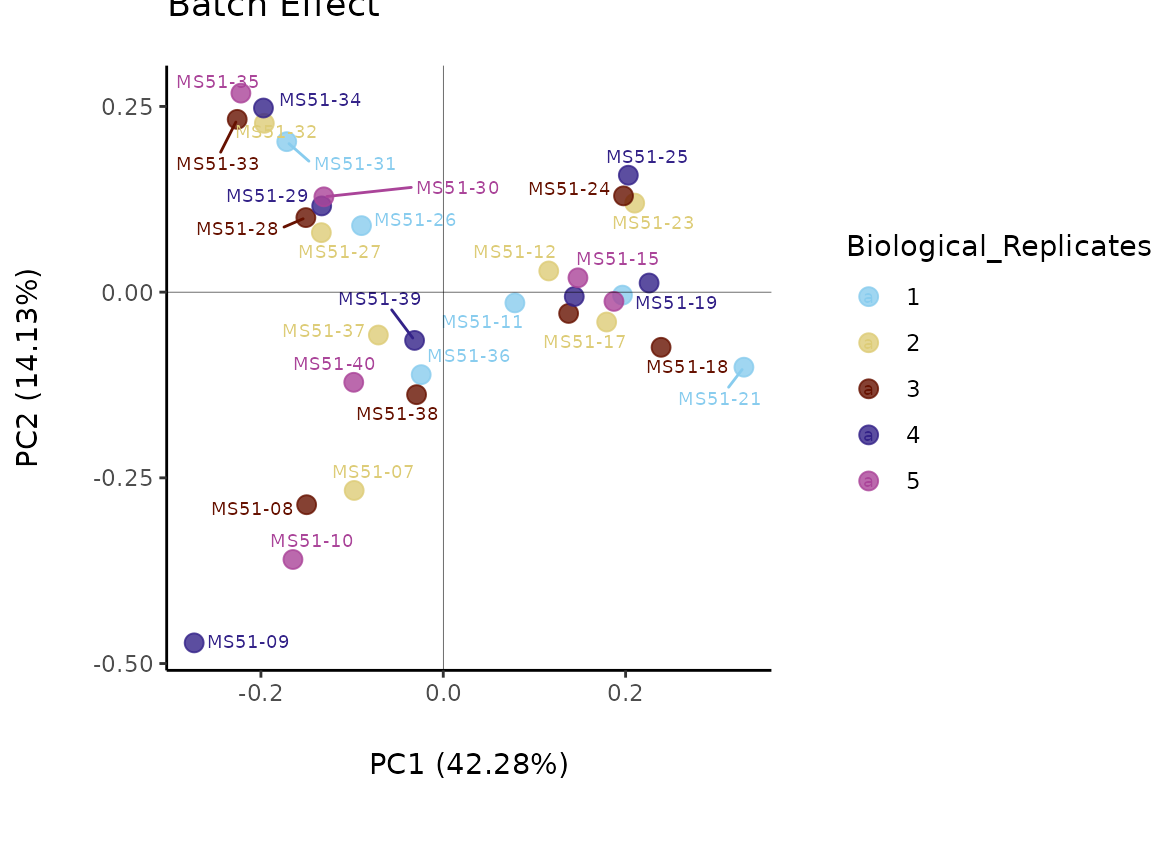 Batch Effect
MS51-35
MS51-34
MS51-32
MS51-33
MS51-31
MS51-25
MS51-30
MS51-24
MS51-29
MS51-26
MS51-23
MS51-28
MS51-27
MS51-12
MS51-15
MS51-39
MS51-19
MS51-11
MS51-37
MS51-17
MS51-36
MS51-40
MS51-18
MS51-21
MS51-38
MS51-07
MS51-08
MS51-10
MS51-09
0.25
0.00
-0.25
-0.50
-0.2
0.0
0.2
PC1 (42.28%)
PC2 (14.13%)
Biological_Replicates
a 1
a 2
a 3
a 4
a 5